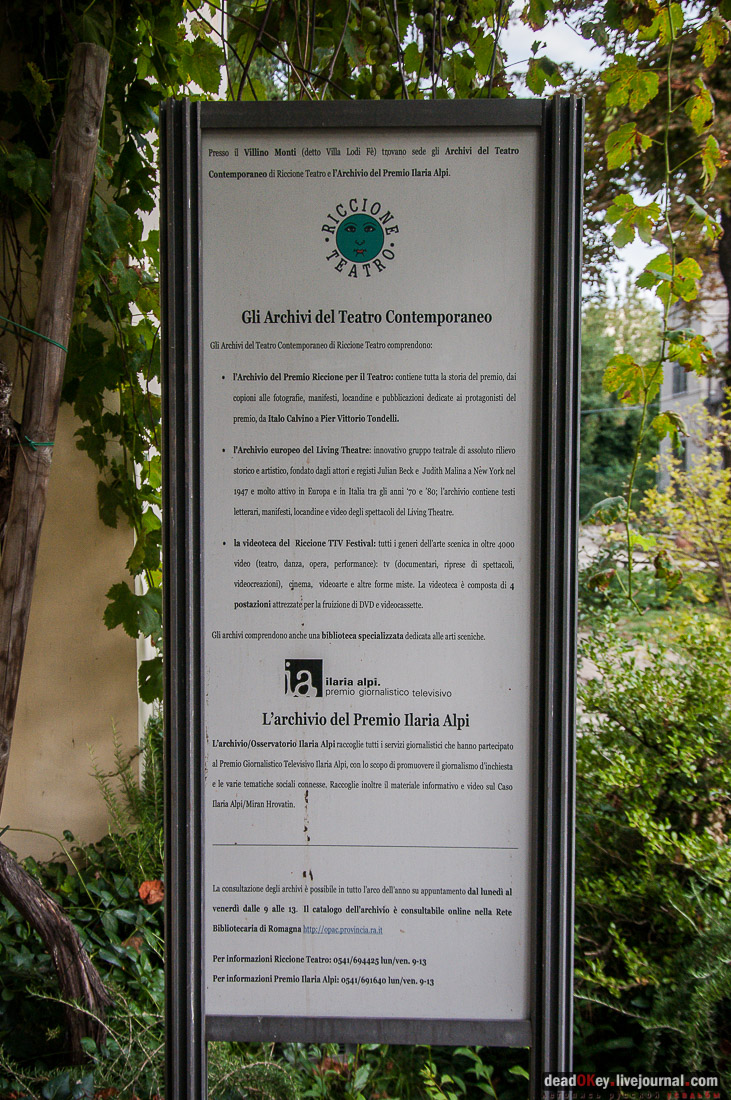 Presso il Villino Monti (detto Villa Lodi Fè) trovano sede gli Archivi del Teatro
Contemporaneo di Riccione Teatro e l'Archivio del Premio Ilaria Alpi.
· RICCIONE ·
TEATRO
Gli Archivi del Teatro Contemporaneo
Gli Archivi del Teatro Contemporaneo di Riccione Teatro comprendono:
• l'Archivio del Premio Riccione per il Teatro: contiene tutta la storia del premio, dai
copioni alle fotografie, manifesti, locandine e pubblicazioni dedicate ai protagonisti del
premio, da Italo Calvino a Pier Vittorio Tondelli.
• l'Archivio europeo del Living Theatre: innovativo gruppo teatrale di assoluto rilievo
storico e artistico, fondato dagli attori e registi Julian Beck e Judith Malina a New York nel
1947 e molto attivo in Europa e in Italia tra gli anni '70 e '80; l'archivio contiene testi
letterari, manifesti, locandine e video degli spettacoli del Living Theatre.
• la videoteca del Riccione TTV Festival: tutti i generi dell'arte scenica in oltre 4000
video (teatro, danza, opera, performance): tv (documentari, riprese di spettacoli,
videocreazioni), cinema, videoarte e altre forme miste. La videoteca è composta di 4
postazioni attrezzate per la fruizione di DVD e videocassette.
Gli archivi comprendono anche una biblioteca specializzata dedicata alle arti sceniche.
ia ilaria alpi.
premio giornalistico televisivo
L'archivio del Premio Ilaria Alpi
L'archivio/Osservatorio Ilaria Alpi raccoglie tutti i servizi giornalistici che hanno partecipato
al Premio Giornalistico Televisivo Ilaria Alpi, con lo scopo di promuovere il giornalismo d'inchiesta
e le varie tematiche sociali connesse. Raccoglie inoltre il materiale informativo e video sul Caso
Ilaria Alpi/Miran Hrovatin.
La consultazione degli archivi è possibile in tutto l'arco dell'anno su appuntamento dal lunedì al
venerdì dalle 9 alle 13. Il catalogo dell'archivio è consultabile online nella Rete
Bibliotecaria di Romagna http://opac.provincia.ra.it
Per informazioni Riccione Teatro: 0541/694425 lun/ven. 9-13
Per informazioni Premio Ilaria Alpi: 0541/691640 lun/ven. 9-13
deadOKey.livejournal.com